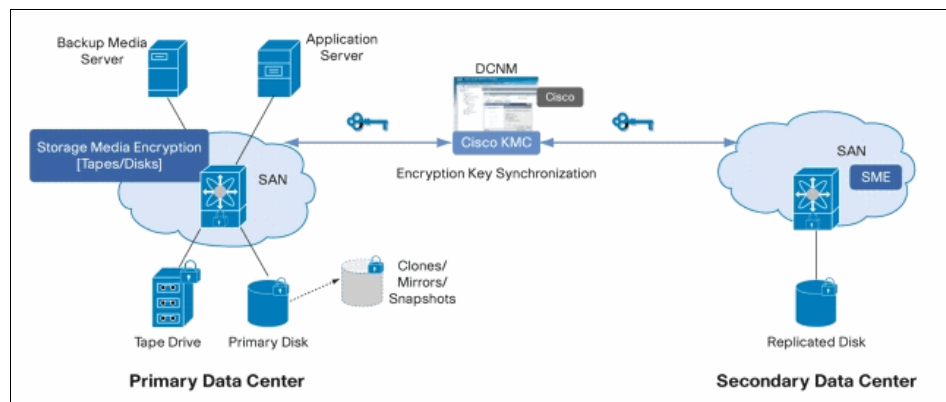 Backup Media
Server
Application
Server
DCNM
Cisco
Storage Media Encryption
[Tapes/Disks]
SAN
Cisco KMC
Encryption Key Synchronization
SAN
SME
Clones/
Mirrors/
Snapshots
Tape Drive
Primary Disk
Replicated Disk
Primary Data Center
Secondary Data Center